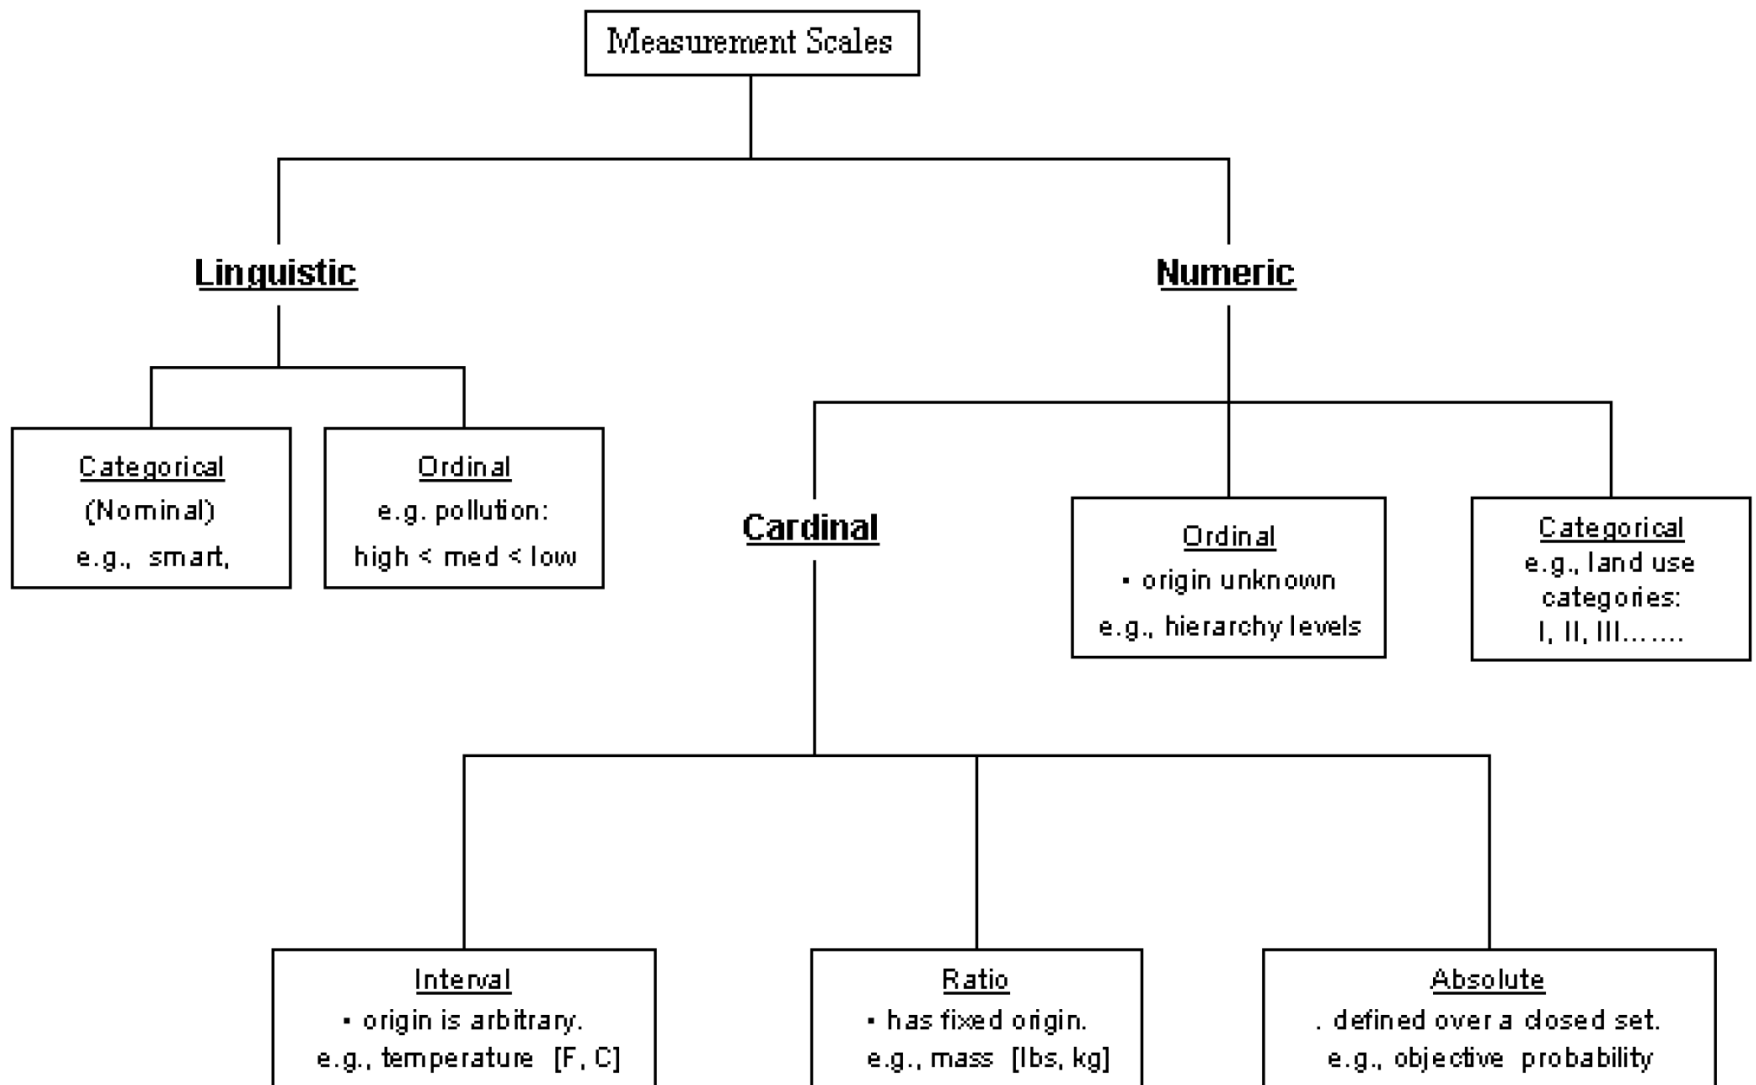 Measurement Scales
Linguistic
Numeric
Categorical
(Nominal)
e.g., smart,
Ordinal
e.g. pollution:
high < med < low
Cardinal
Ordinal
▪ origin unknown
e.g., hierarchy levels
Categorical
e.g., land use
categories:
I, II, III.......
Interval
▪ origin is arbitrary.
e.g., temperature [F, C]
Ratio
▪ has fixed origin.
e.g., mass [lbs, kg]
Absolute
. defined over a closed set.
e.g., objective probability